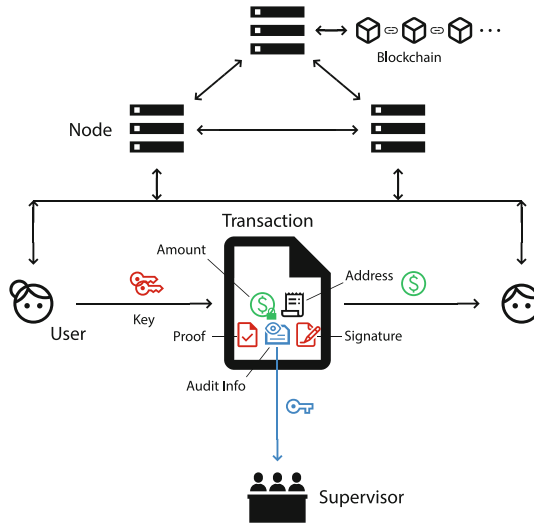 Blockchain
Node
Transaction
Amount
Address
User
Key
Proof
Signature
Audit Info
Supervisor